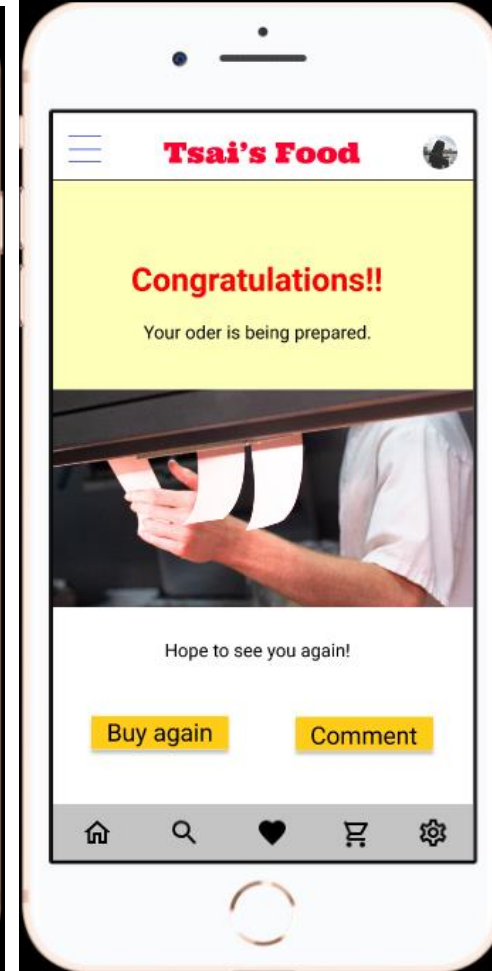 Tsai's Food
Congratulations!!
Your oder is being prepared.
Hope to see you again!
Buy again
Comment